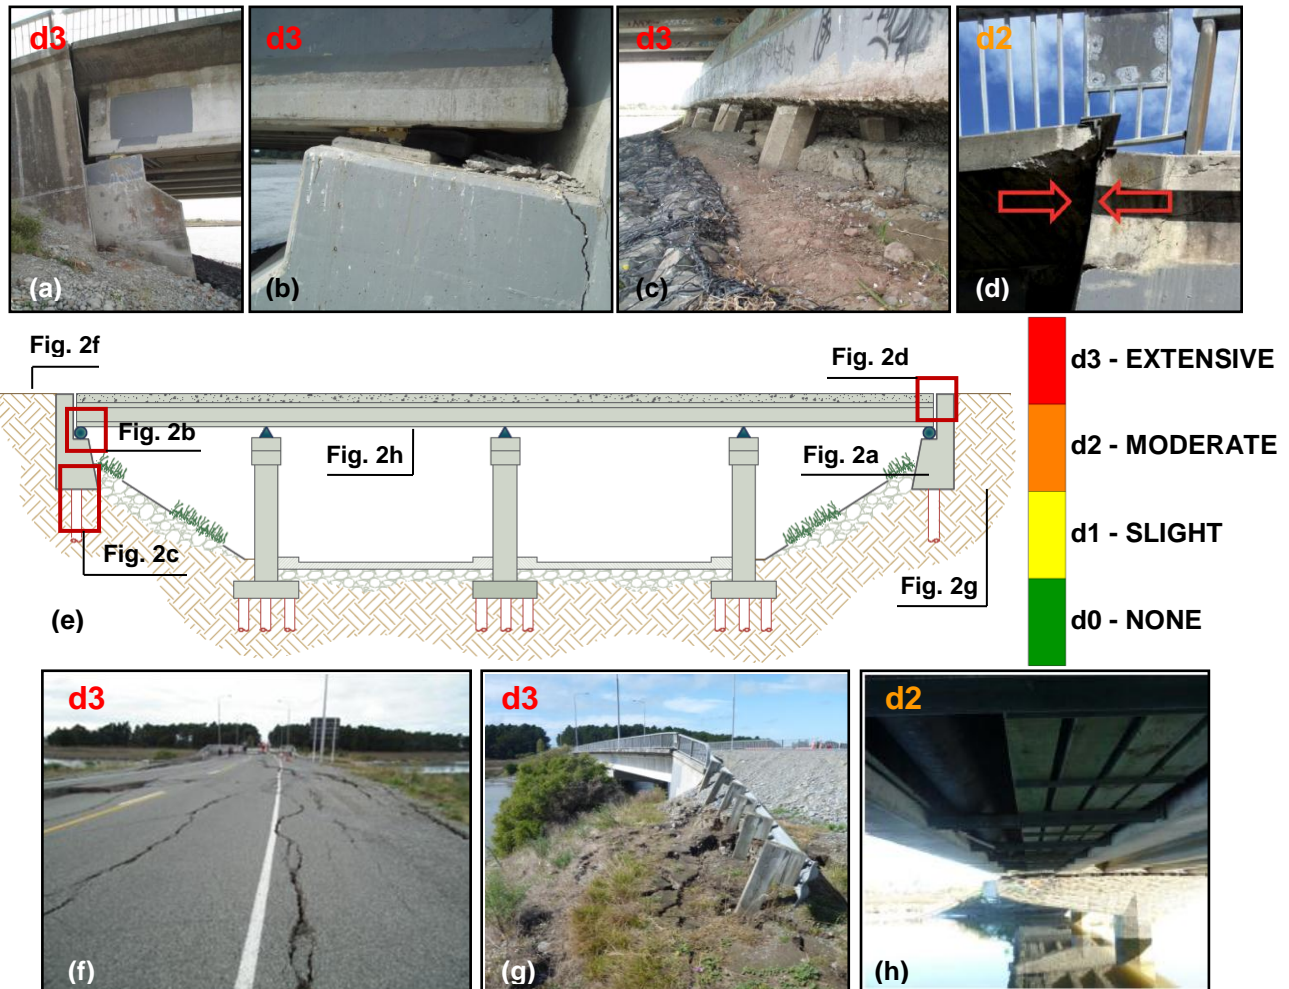 d3
(a)
d3
(b)
d3
(c)
d2
(d)
Fig. 2f
Fig. 2d
Fig. 2b
Fig. 2h
Fig. 2a
Fig. 2c
Fig. 2g
(e)
d3 - EXTENSIVE
d2 - MODERATE
d1 - SLIGHT
d0 - NONE
d3
(f)
d3
(g)
d2
(h)